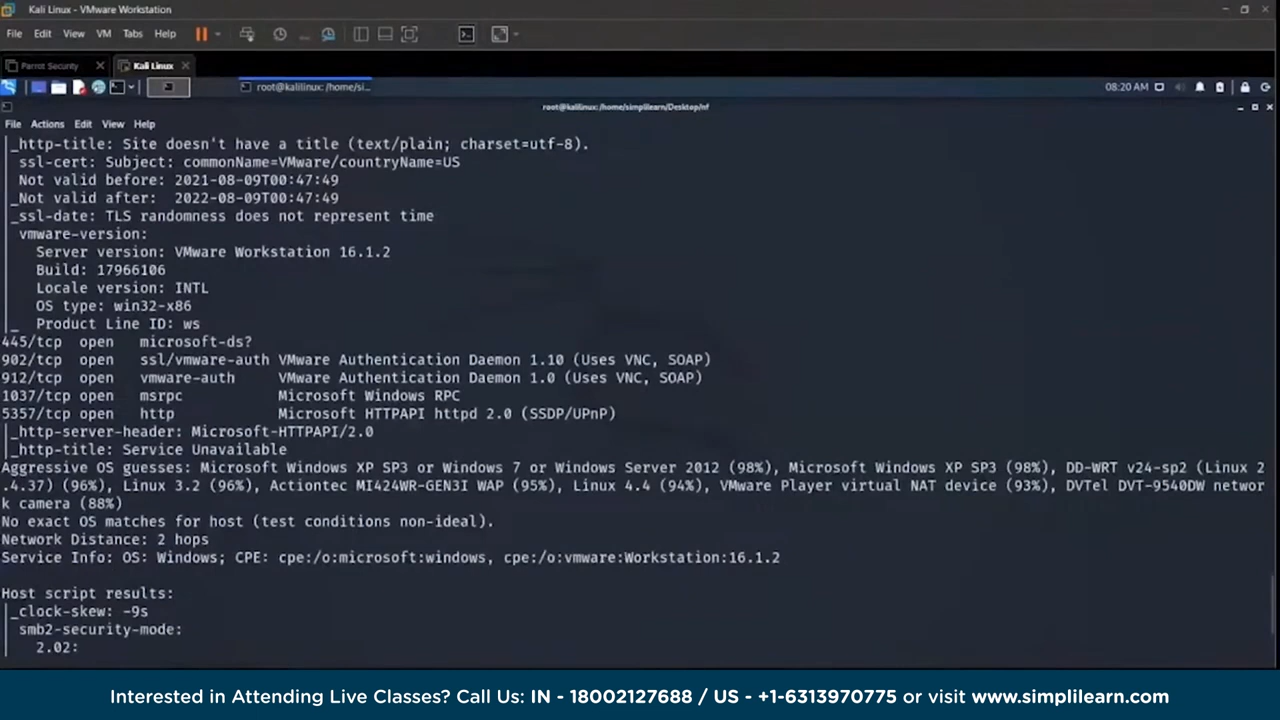 Kali Linux - VMware Workstation
File Edit View VM Tabs Help
Parrot Security Kali Linux
root@kalilinux: /home/si... 08:20 AM
root@kalilinux: /home/simplilearn/Desktop/nf
File Actions Edit View Help
|_http-title: Site doesn't have a title (text/plain; charset=utf-8).
| ssl-cert: Subject: commonName=VMware/countryName=US
| Not valid before: 2021-08-09T00:47:49
|_Not valid after:  2022-08-09T00:47:49
|_ssl-date: TLS randomness does not represent time
| vmware-version:
|   Server version: VMware Workstation 16.1.2
|   Build: 17966106
|   Locale version: INTL
|   OS type: win32-x86
|_  Product Line ID: ws
445/tcp  open   microsoft-ds?
902/tcp  open   ssl/vmware-auth VMware Authentication Daemon 1.10 (Uses VNC, SOAP)
912/tcp  open   vmware-auth     VMware Authentication Daemon 1.0 (Uses VNC, SOAP)
1037/tcp open   msrpc           Microsoft Windows RPC
5357/tcp open   http            Microsoft HTTPAPI httpd 2.0 (SSDP/UPnP)
|_http-server-header: Microsoft-HTTPAPI/2.0
|_http-title: Service Unavailable
Aggressive OS guesses: Microsoft Windows XP SP3 or Windows 7 or Windows Server 2012 (98%), Microsoft Windows XP SP3 (98%), DD-WRT v24-sp2 (Linux 2
.4.37) (96%), Linux 3.2 (96%), Actiontec MI424WR-GEN3I WAP (95%), Linux 4.4 (94%), VMware Player virtual NAT device (93%), DVTel DVT-9540DW networ
k camera (88%)
No exact OS matches for host (test conditions non-ideal).
Network Distance: 2 hops
Service Info: OS: Windows; CPE: cpe:/o:microsoft:windows, cpe:/o:vmware:Workstation:16.1.2
Host script results:
|_clock-skew: -9s
| smb2-security-mode:
|   2.02:
Interested in Attending Live Classes? Call Us: IN - 18002127688 / US - +1-6313970775 or visit www.simplilearn.com